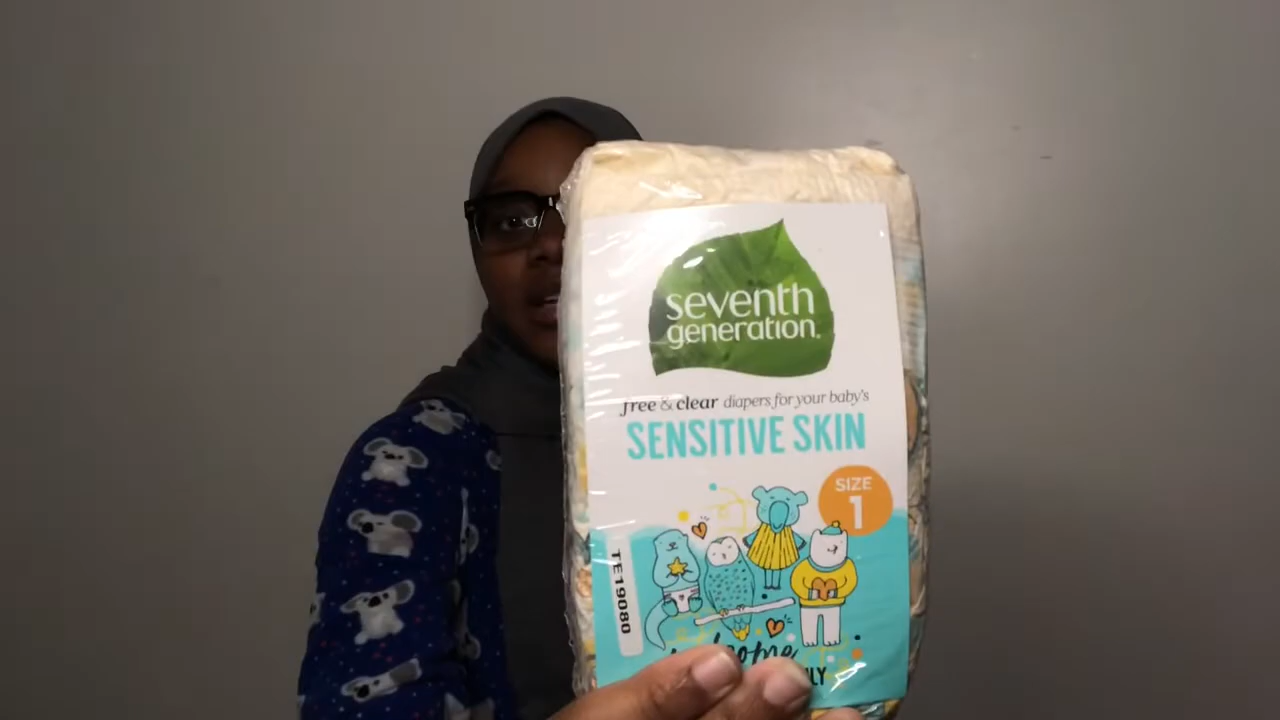 seventh
generation
free & clear diapers for your baby's
SENSITIVE SKIN
SIZE
1
TE19080